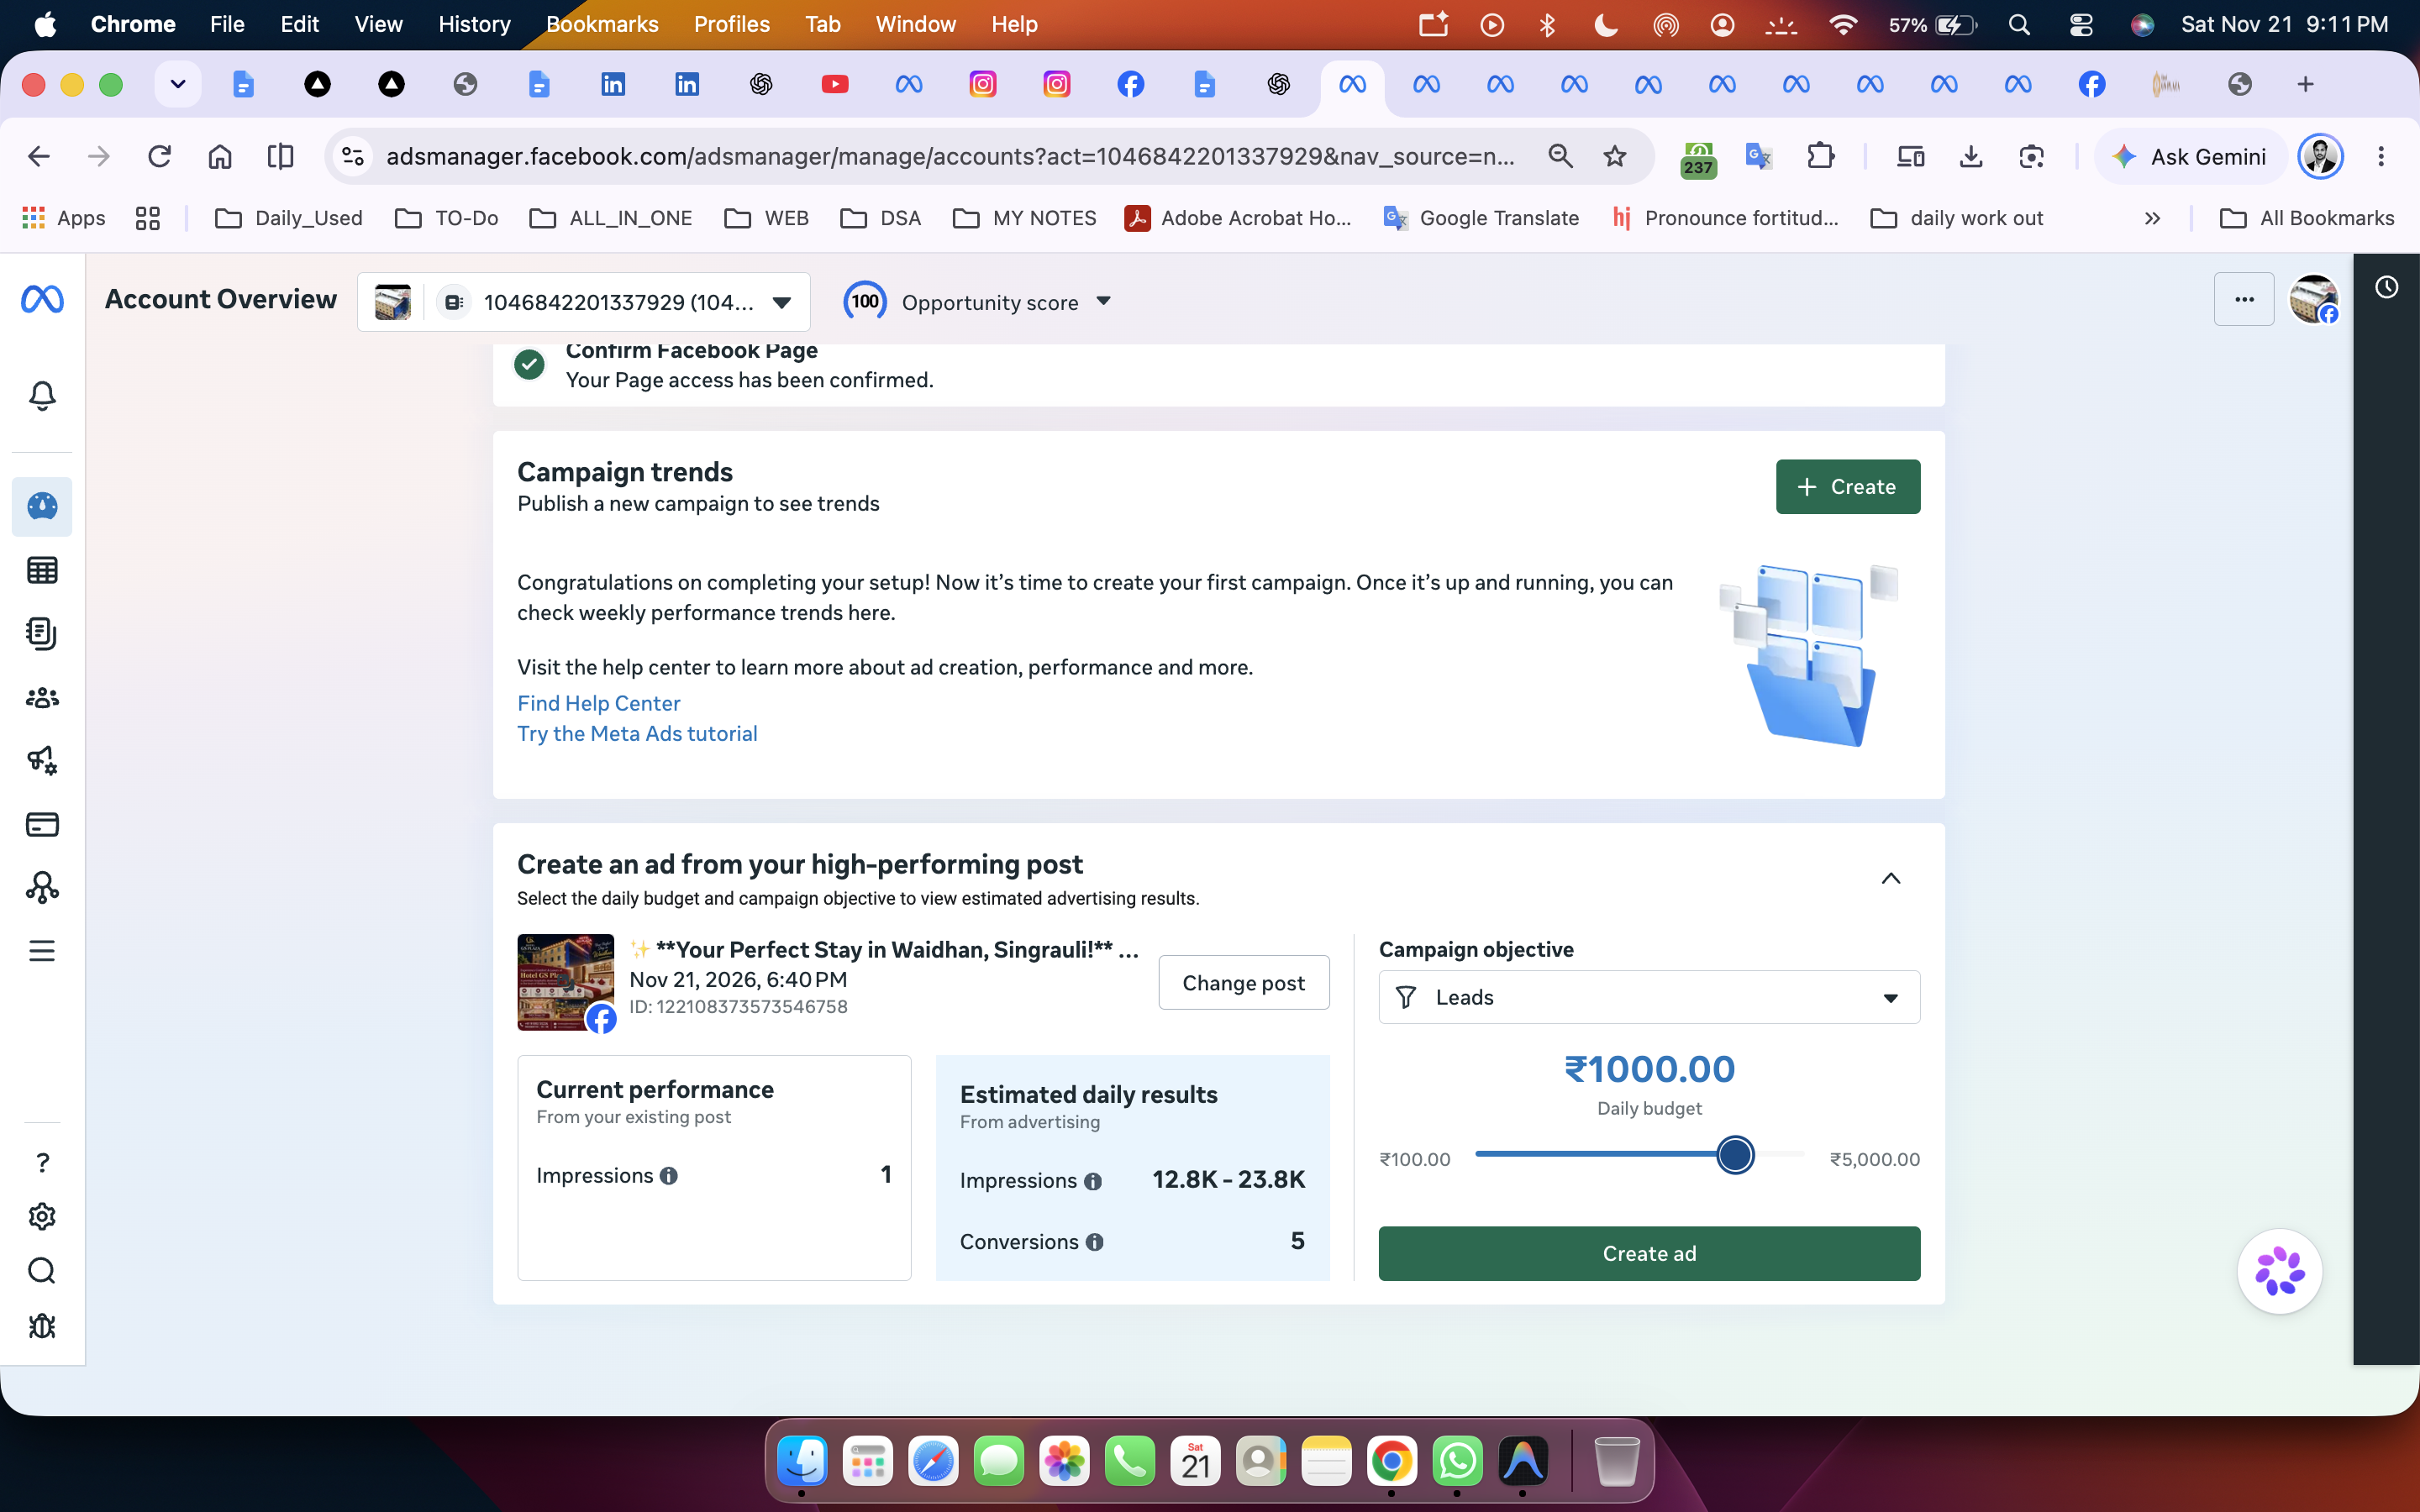 Chrome File Edit View History Bookmarks Profiles Tab Window Help 57% Sat Nov 21 9:11 PM
adsmanager.facebook.com/adsmanager/manage/accounts?act=1046842201337929&nav_source=n... 237 Ask Gemini
Apps Daily_Used TO-Do ALL_IN_ONE WEB DSA MY NOTES Adobe Acrobat Ho... Google Translate hj Pronounce fortitud... daily work out » All Bookmarks
Account Overview 1046842201337929 (104... 100 Opportunity score
Confirm Facebook Page
Your Page access has been confirmed.
Campaign trends
Publish a new campaign to see trends
+ Create
Congratulations on completing your setup! Now it’s time to create your first campaign. Once it’s up and running, you can
check weekly performance trends here.
Visit the help center to learn more about ad creation, performance and more.
Find Help Center
Try the Meta Ads tutorial
Create an ad from your high-performing post
Select the daily budget and campaign objective to view estimated advertising results.
✨ **Your Perfect Stay in Waidhan, Singrauli!** ...
Nov 21, 2026, 6:40 PM
ID: 122108373573546758
Change post
Current performance
From your existing post
Impressions 1
Estimated daily results
From advertising
Impressions 12.8K - 23.8K
Conversions 5
Campaign objective
Leads
₹1000.00
Daily budget
₹100.00 ₹5,000.00
Create ad
Sat
21